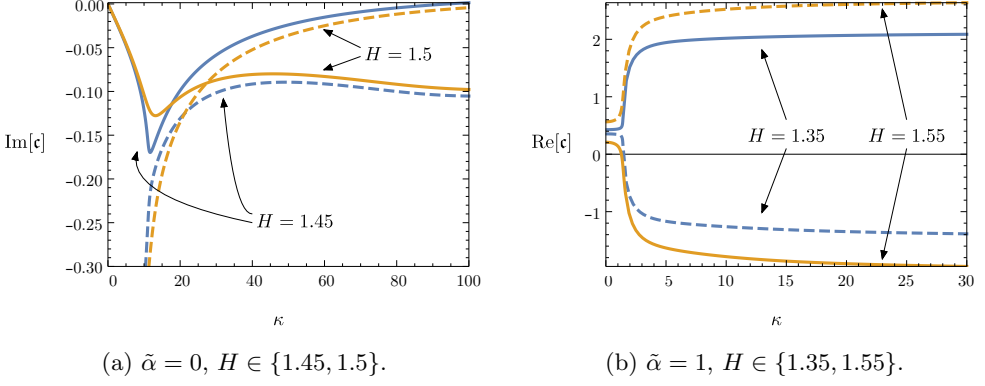 0.00
-0.05
-0.10
-0.15
-0.20
-0.25
-0.30
Im[𝔠]
0 20 40 60 80 100
κ
H = 1.5
H = 1.45
(a) α̃ = 0, H ∈ {1.45, 1.5}.
2
1
0
-1
Re[𝔠]
0 5 10 15 20 25 30
κ
H = 1.35 H = 1.55
(b) α̃ = 1, H ∈ {1.35, 1.55}.